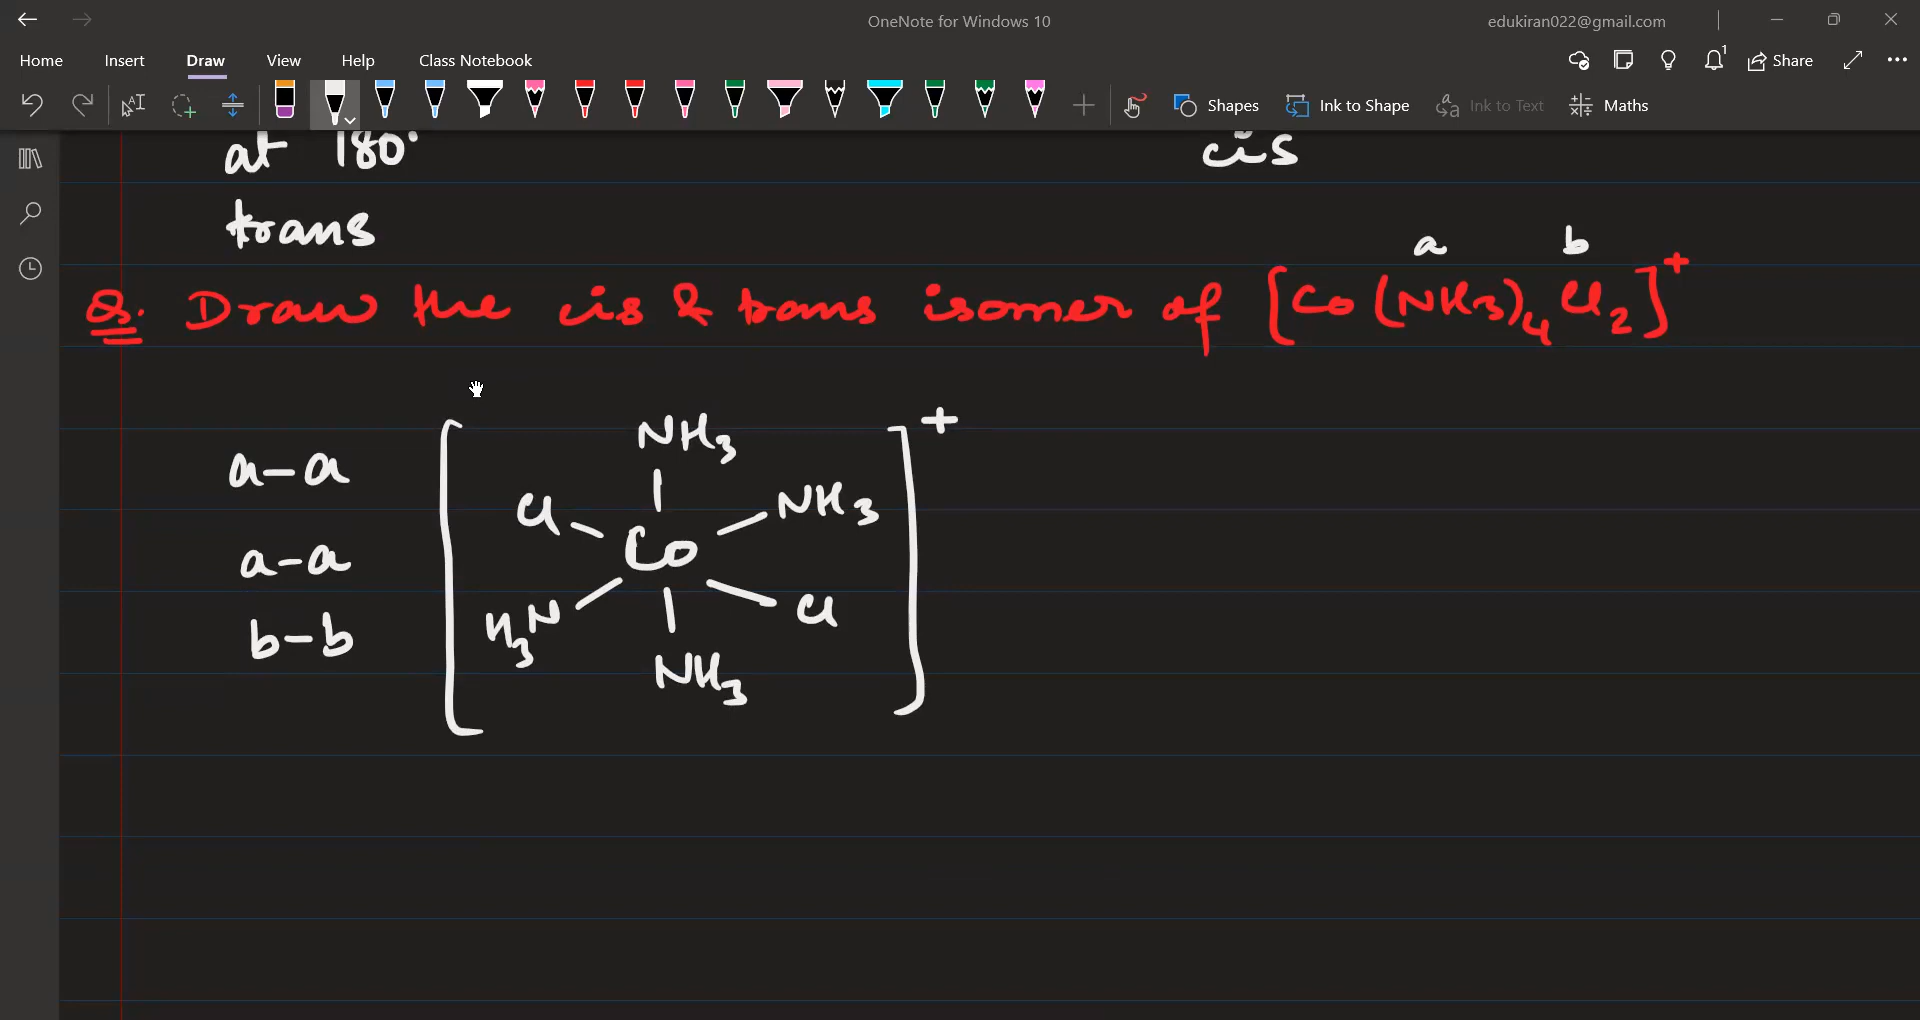 OneNote for Windows 10
edukiran022@gmail.com
Home Insert Draw View Help Class Notebook
1
Share
Shapes Ink to Shape Ink to Text Maths
at 180°
cis
trans
a b
Q. Draw the cis & trans isomer of [Co(NH3)4Cl2]+
a-a
a-a
b-b
[ ]+
NH3
Cl NH3
Co
H3N Cl
NH3